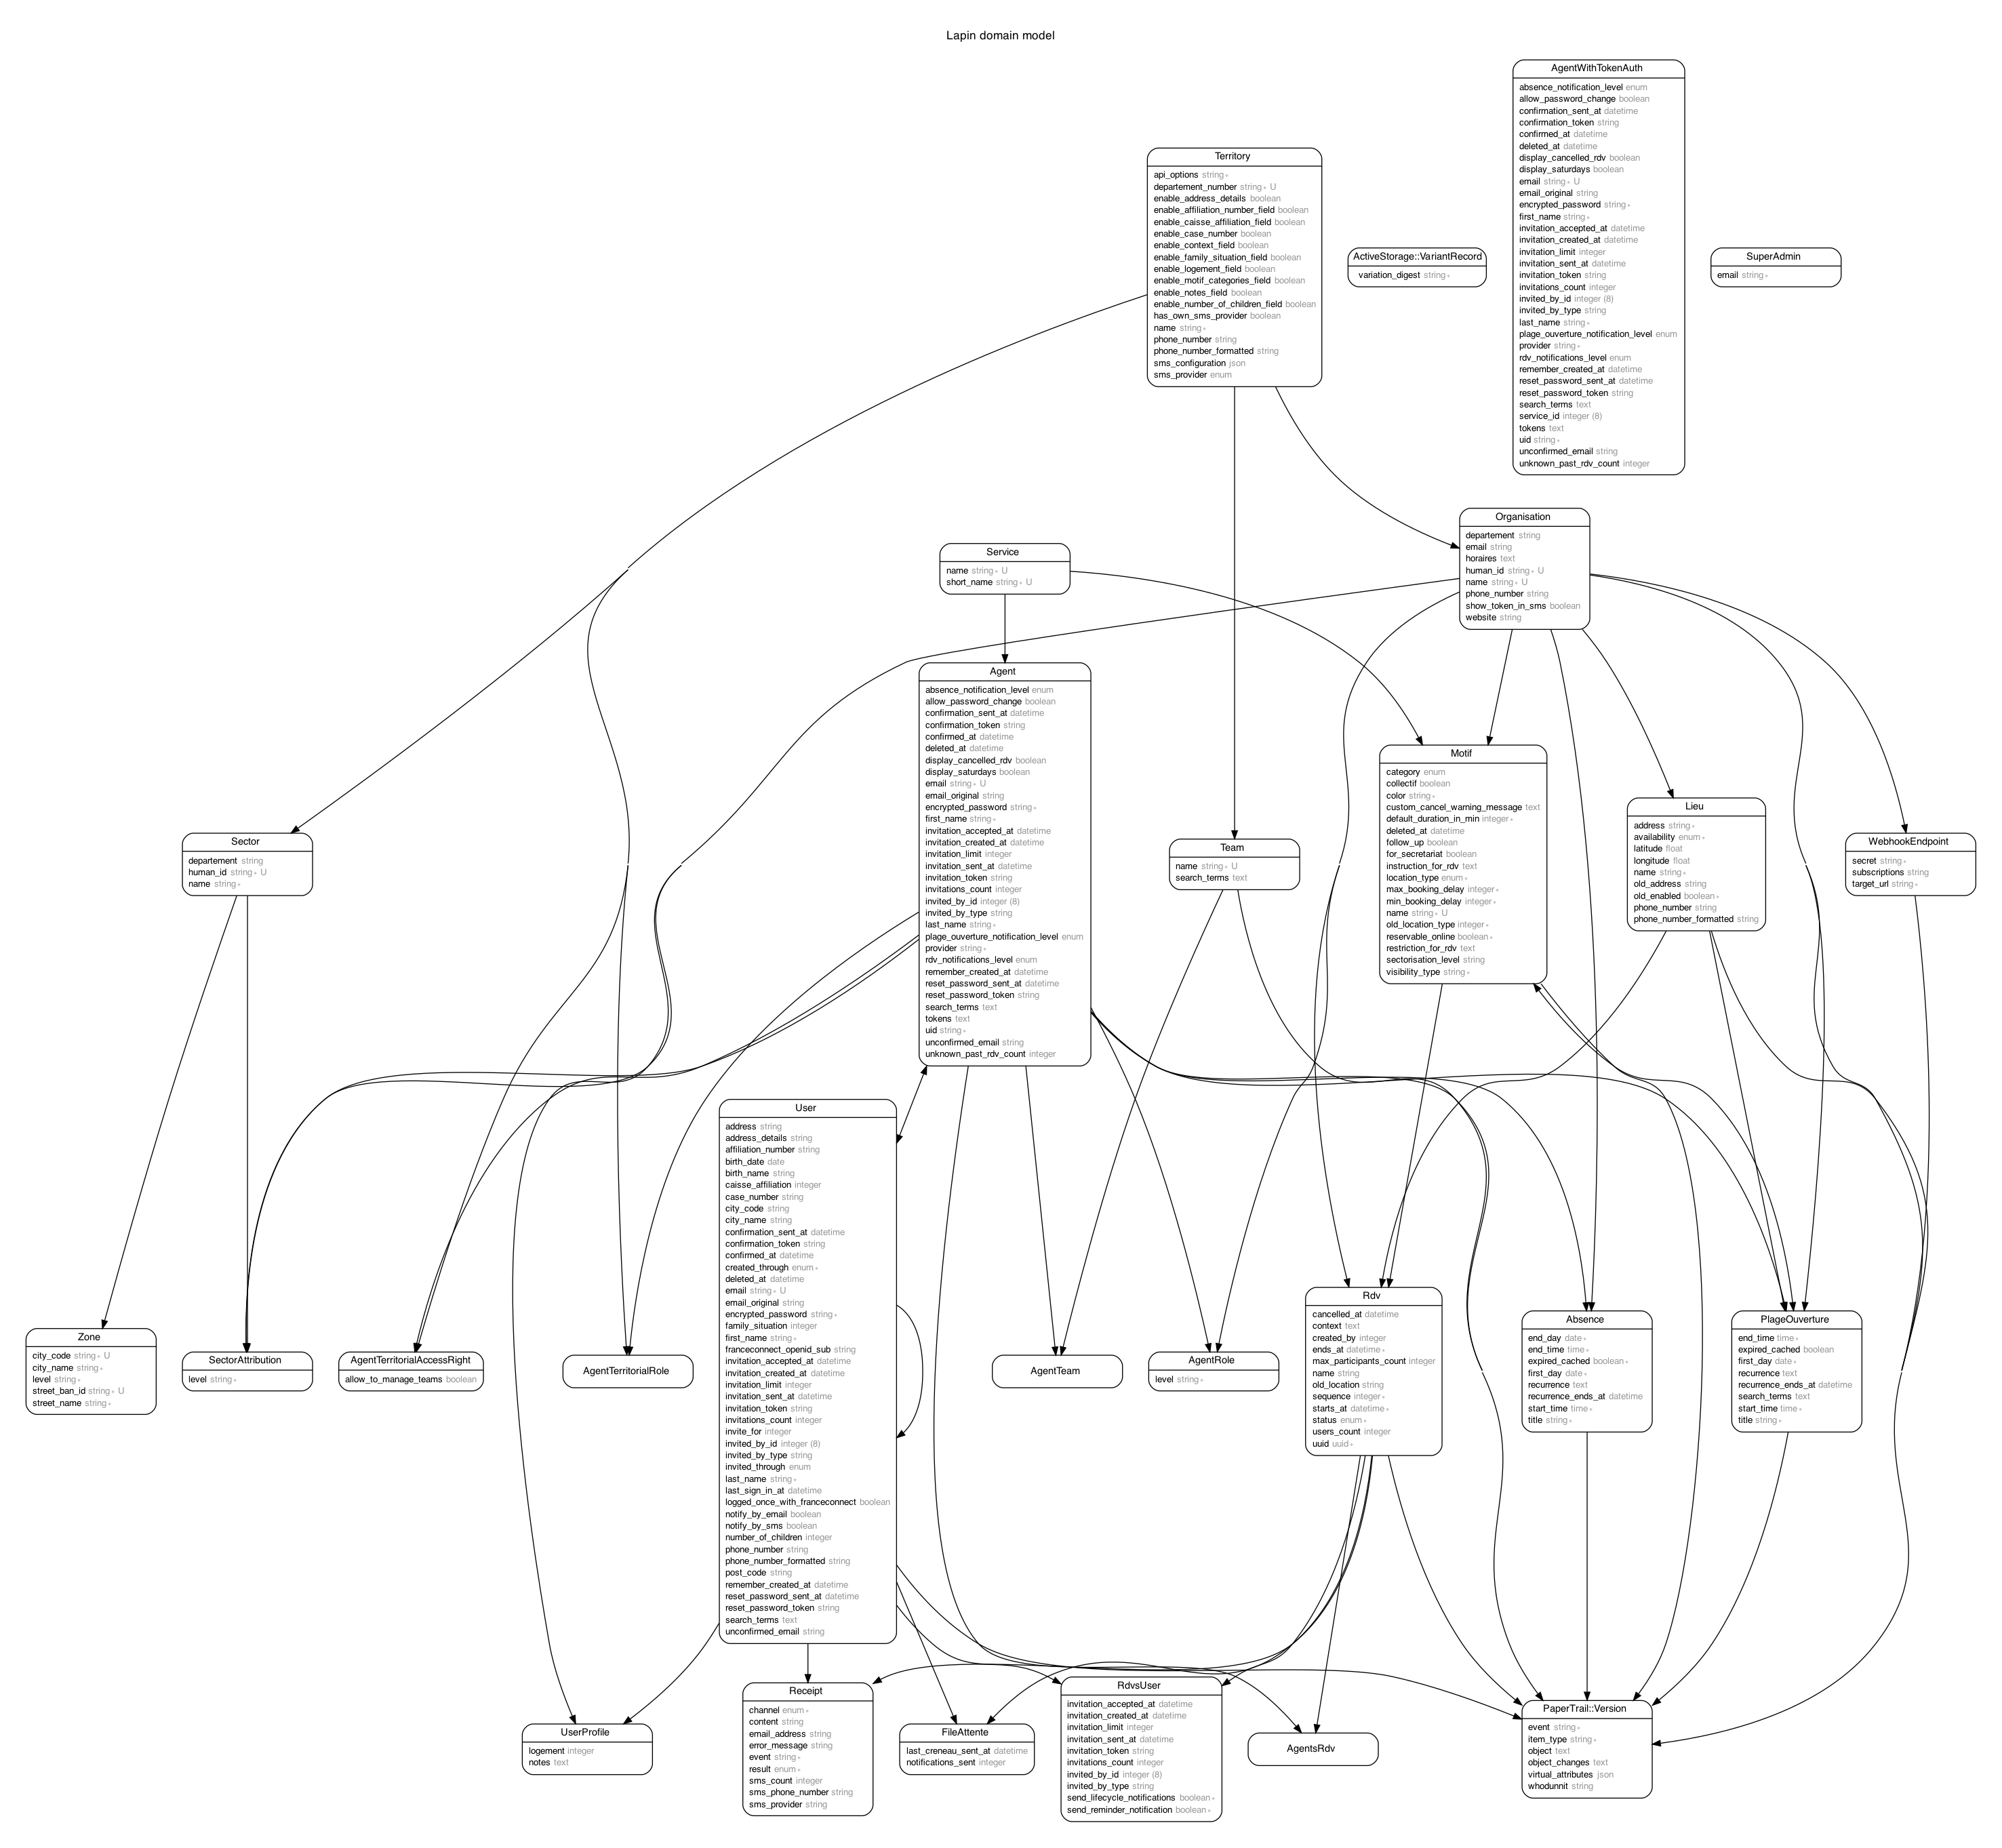 Lapin domain model
AgentWithTokenAuth
absence_notification_level enum
allow_password_change boolean
confirmation_sent_at datetime
confirmation_token string
confirmed_at datetime
deleted_at datetime
display_cancelled_rdv boolean
display_saturdays boolean
email string∗ U
email_original string
encrypted_password string∗
first_name string∗
invitation_accepted_at datetime
invitation_created_at datetime
invitation_limit integer
invitation_sent_at datetime
invitation_token string
invitations_count integer
invited_by_id integer (8)
invited_by_type string
last_name string∗
plage_ouverture_notification_level enum
provider string∗
rdv_notifications_level enum
remember_created_at datetime
reset_password_sent_at datetime
reset_password_token string
search_terms text
service_id integer (8)
tokens text
uid string∗
unconfirmed_email string
unknown_past_rdv_count integer
Territory
api_options string∗
departement_number string∗ U
enable_address_details boolean
enable_affiliation_number_field boolean
enable_caisse_affiliation_field boolean
enable_case_number boolean
enable_context_field boolean
enable_family_situation_field boolean
enable_logement_field boolean
enable_motif_categories_field boolean
enable_notes_field boolean
enable_number_of_children_field boolean
has_own_sms_provider boolean
name string∗
phone_number string
phone_number_formatted string
sms_configuration json
sms_provider enum
ActiveStorage::VariantRecord
variation_digest string∗
SuperAdmin
email string∗
Organisation
departement string
email string
horaires text
human_id string∗ U
name string∗ U
phone_number string
show_token_in_sms boolean
website string
Service
name string∗ U
short_name string∗ U
Agent
absence_notification_level enum
allow_password_change boolean
confirmation_sent_at datetime
confirmation_token string
confirmed_at datetime
deleted_at datetime
display_cancelled_rdv boolean
display_saturdays boolean
email string∗ U
email_original string
encrypted_password string∗
first_name string∗
invitation_accepted_at datetime
invitation_created_at datetime
invitation_limit integer
invitation_sent_at datetime
invitation_token string
invitations_count integer
invited_by_id integer (8)
invited_by_type string
last_name string∗
plage_ouverture_notification_level enum
provider string∗
rdv_notifications_level enum
remember_created_at datetime
reset_password_sent_at datetime
reset_password_token string
search_terms text
tokens text
uid string∗
unconfirmed_email string
unknown_past_rdv_count integer
Motif
category enum
collectif boolean
color string∗
custom_cancel_warning_message text
default_duration_in_min integer∗
deleted_at datetime
follow_up boolean
for_secretariat boolean
instruction_for_rdv text
location_type enum∗
max_booking_delay integer∗
min_booking_delay integer∗
name string∗ U
old_location_type integer∗
reservable_online boolean∗
restriction_for_rdv text
sectorisation_level string
visibility_type string∗
Lieu
address string∗
availability enum∗
latitude float
longitude float
name string∗
old_address string
old_enabled boolean∗
phone_number string
phone_number_formatted string
Sector
departement string
human_id string∗ U
name string∗
Team
name string∗ U
search_terms text
WebhookEndpoint
secret string∗
subscriptions string
target_url string∗
User
address string
address_details string
affiliation_number string
birth_date date
birth_name string
caisse_affiliation integer
case_number string
city_code string
city_name string
confirmation_sent_at datetime
confirmation_token string
confirmed_at datetime
created_through enum∗
deleted_at datetime
email string∗ U
email_original string
encrypted_password string∗
family_situation integer
first_name string∗
franceconnect_openid_sub string
invitation_accepted_at datetime
invitation_created_at datetime
invitation_limit integer
invitation_sent_at datetime
invitation_token string
invitations_count integer
invite_for integer
invited_by_id integer (8)
invited_by_type string
invited_through enum
last_name string∗
last_sign_in_at datetime
logged_once_with_franceconnect boolean
notify_by_email boolean
notify_by_sms boolean
number_of_children integer
phone_number string
phone_number_formatted string
post_code string
remember_created_at datetime
reset_password_sent_at datetime
reset_password_token string
search_terms text
unconfirmed_email string
Rdv
cancelled_at datetime
context text
created_by integer
ends_at datetime∗
max_participants_count integer
name string
old_location string
sequence integer∗
starts_at datetime∗
status enum∗
users_count integer
uuid uuid∗
Absence
end_day date∗
end_time time∗
expired_cached boolean∗
first_day date∗
recurrence text
recurrence_ends_at datetime
start_time time∗
title string∗
PlageOuverture
end_time time∗
expired_cached boolean
first_day date∗
recurrence text
recurrence_ends_at datetime
search_terms text
start_time time∗
title string∗
Zone
city_code string∗ U
city_name string∗
level string∗
street_ban_id string∗ U
street_name string∗
SectorAttribution
level string∗
AgentTerritorialAccessRight
allow_to_manage_teams boolean
AgentTerritorialRole
AgentTeam
AgentRole
level string∗
UserProfile
logement integer
notes text
Receipt
channel enum∗
content string
email_address string
error_message string
event string∗
result enum∗
sms_count integer
sms_phone_number string
sms_provider string
FileAttente
last_creneau_sent_at datetime
notifications_sent integer
RdvsUser
invitation_accepted_at datetime
invitation_created_at datetime
invitation_limit integer
invitation_sent_at datetime
invitation_token string
invitations_count integer
invited_by_id integer (8)
invited_by_type string
send_lifecycle_notifications boolean∗
send_reminder_notification boolean∗
AgentsRdv
PaperTrail::Version
event string∗
item_type string∗
object text
object_changes text
virtual_attributes json
whodunnit string